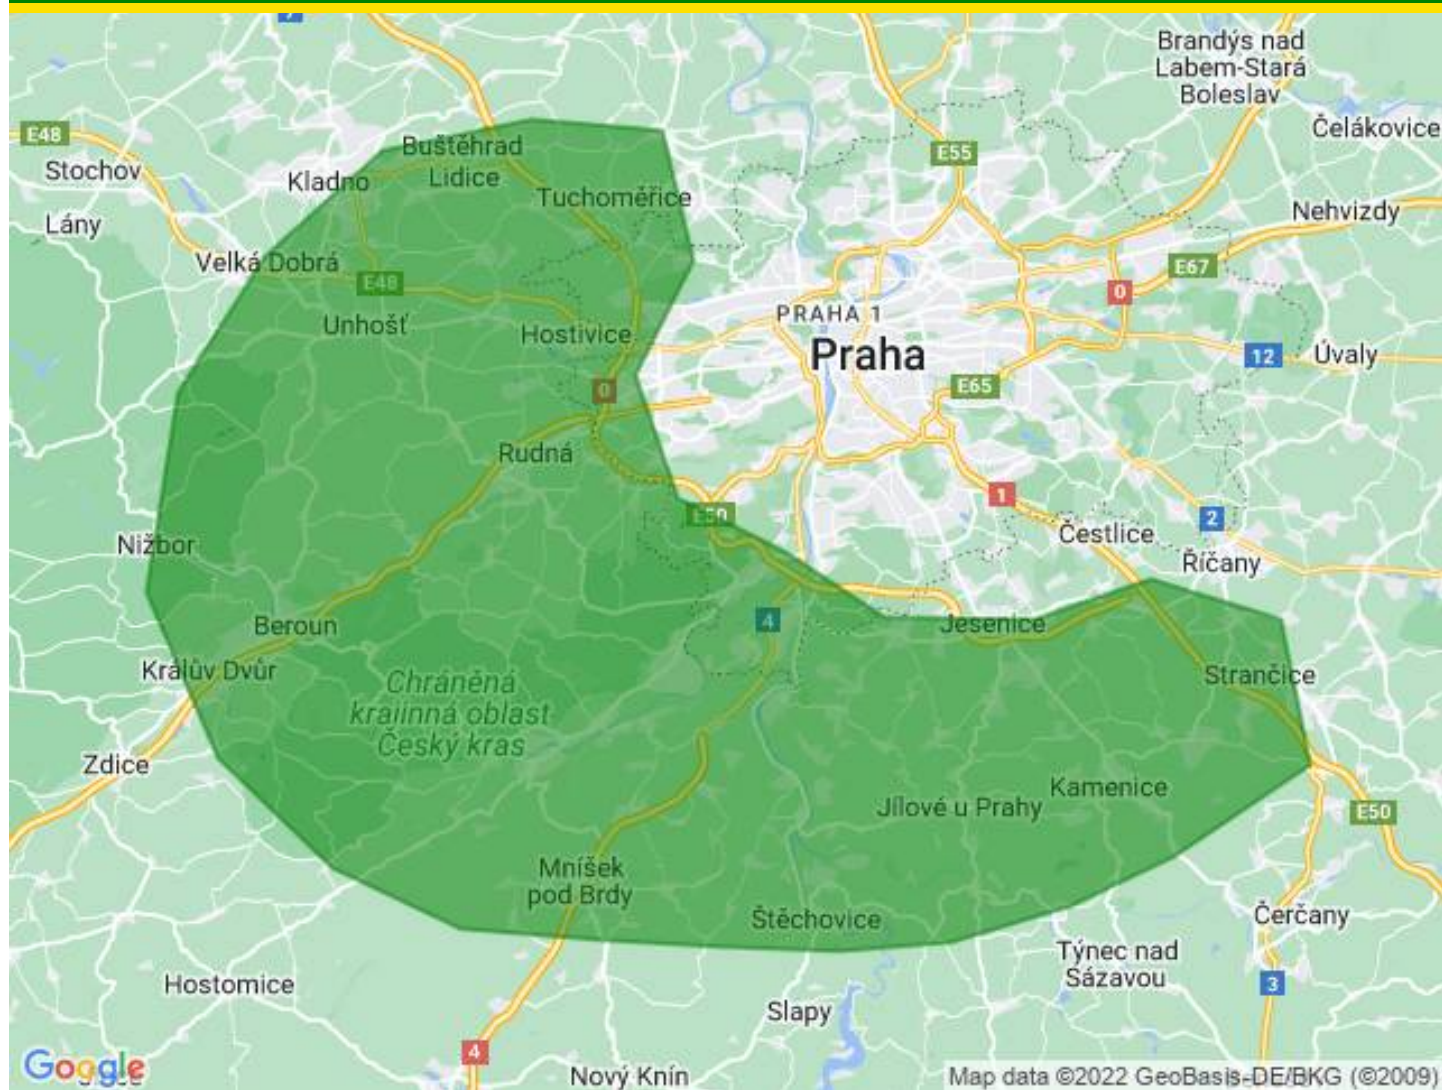 7
Brandýs nad
Labem-Stará
Boleslav
E48
Čelákovice
Buštěhrad
E55
Stochov
Lidice
Kladno
Tuchoměřice
Nehvizdy
Lány
Velká Dobrá
E67
E48
0
PRAHA 1
Unhošť
Hostivice
Praha
12
Úvaly
0
E65
Rudná
1
E50
2
Čestlice
Nižbor
Říčany
Beroun
4
Jesenice
Králův Dvůr
Strančice
Chráněná
krajinná oblast
Český kras
Zdice
Kamenice
Jílové u Prahy
E50
Mníšek
pod Brdy
Štěchovice
Čerčany
Týnec nad
Sázavou
Hostomice
3
Slapy
4
Google
Nový Knín
Map data ©2022 GeoBasis-DE/BKG (©2009)